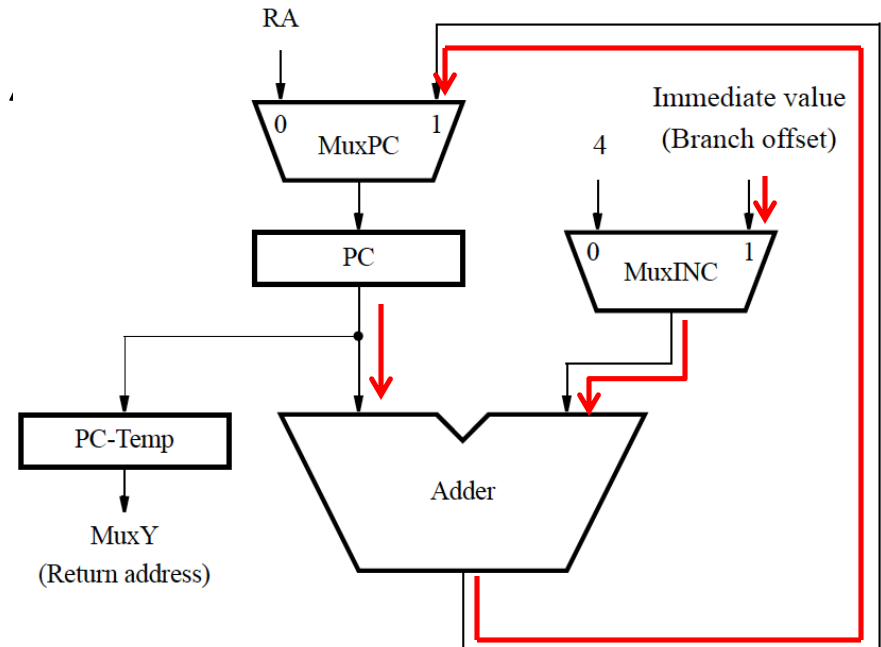 RA
Immediate value
(Branch offset)
4
0
1
MuxPC
PC
0
1
MuxINC
PC-Temp
Adder
MuxY
(Return address)